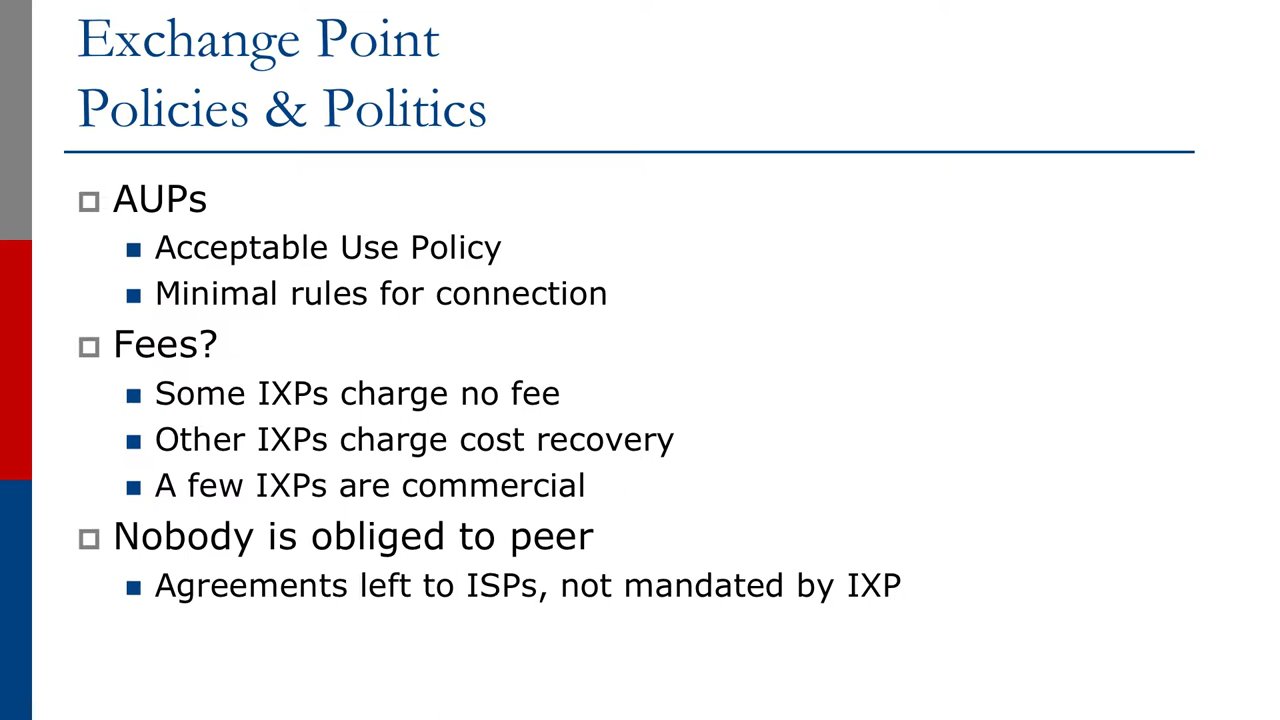 Exchange Point
Policies & Politics
AUPs
Acceptable Use Policy
Minimal rules for connection
Fees?
Some IXPs charge no fee
Other IXPs charge cost recovery
A few IXPs are commercial
Nobody is obliged to peer
Agreements left to ISPs, not mandated by IXP